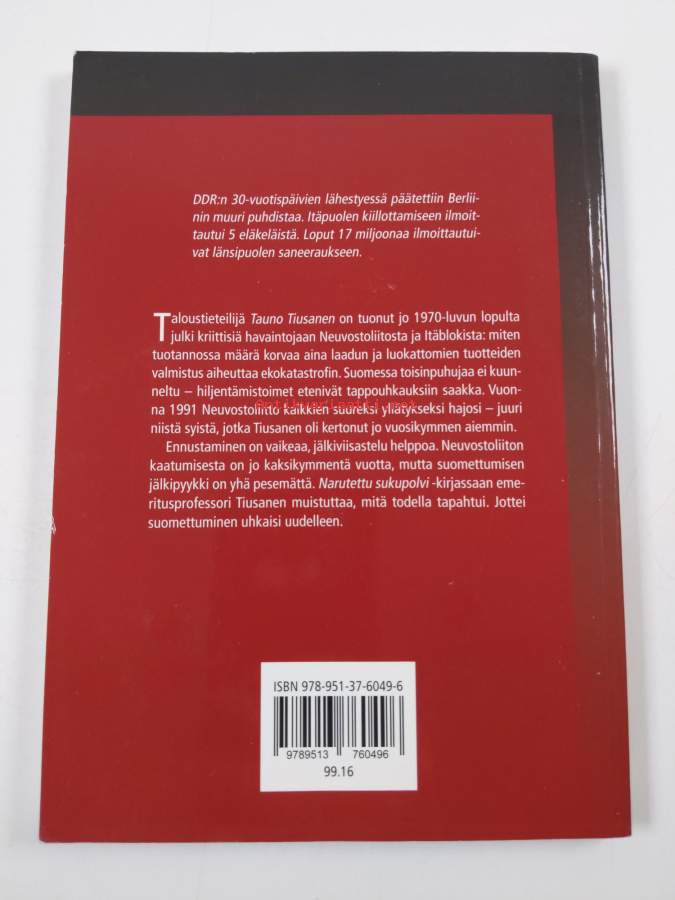 DDR:n 30-vuotispäivien lähestyessä päätettiin Berlii-
nin muuri puhdistaa. Itäpuolen kiillottamiseen ilmoit-
tautui 5 eläkeläistä. Loput 17 miljoonaa ilmoittautui-
vat länsipuolen saneeraukseen.
Taloustieteilijä Tauno Tiusanen on tuonut jo 1970-luvun lopulta
julki kriittisiä havaintojaan Neuvostoliitosta ja Itäblokista: miten
tuotannossa määrä korvaa aina laadun ja luokattomien tuotteiden
valmistus aiheuttaa ekokatastrofin. Suomessa toisinpuhujaa ei kuun-
neltu – hiljentämistoimet etenivät tappouhkauksiin saakka. Vuon-
na 1991 Neuvostoliitto kaikkien suureksi yllätykseksi hajosi – juuri
niistä syistä, jotka Tiusanen oli kertonut jo vuosikymmen aiemmin.
Ennustaminen on vaikeaa, jälkiviisastelu helppoa. Neuvostoliiton
kaatumisesta on jo kaksikymmentä vuotta, mutta suomettumisen
jälkipyykki on yhä pesemättä. Narutettu sukupolvi -kirjassaan eme-
ritusprofessori Tiusanen muistuttaa, mitä todella tapahtui. Jottei
suomettuminen uhkaisi uudelleen.
ISBN 978-951-37-6049-6
9789513 760496
99.16